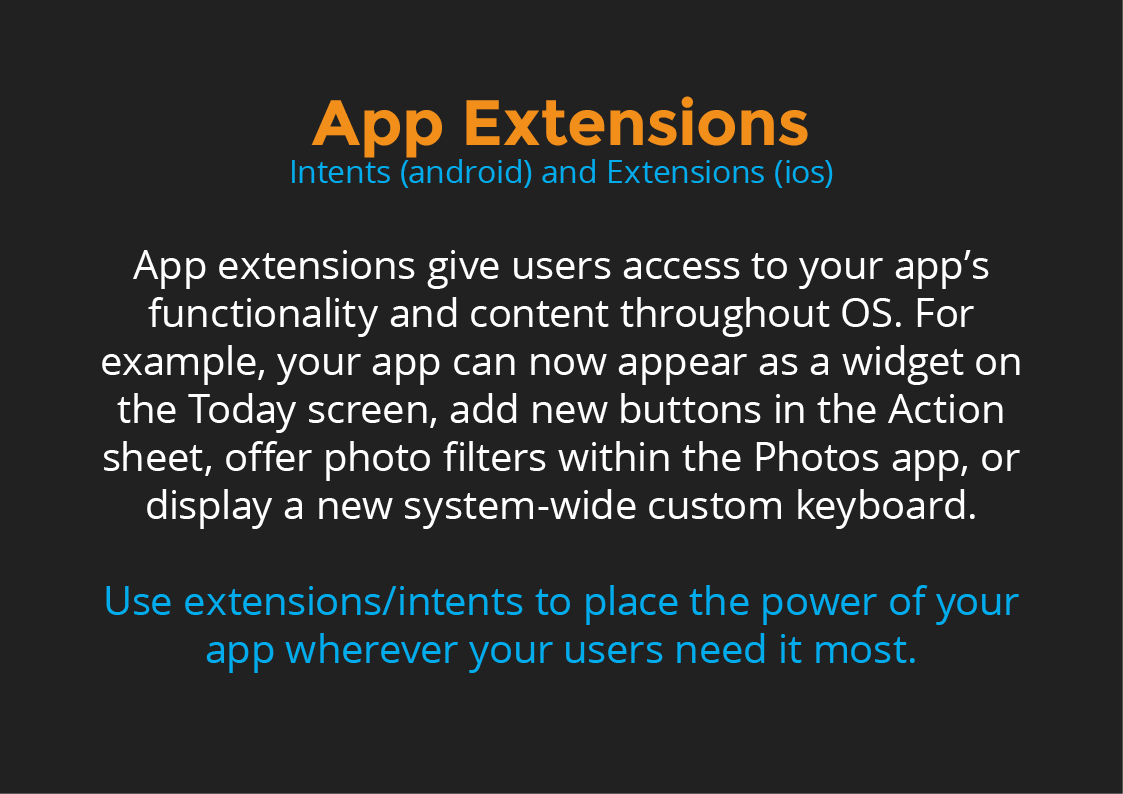 App Extensions
Intents (android) and Extensions (ios)
App extensions give users access to your app’s
functionality and content throughout OS. For
example, your app can now appear as a widget on
the Today screen, add new buttons in the Action
sheet, offer photo filters within the Photos app, or
display a new system-wide custom keyboard.
Use extensions/intents to place the power of your
app wherever your users need it most.